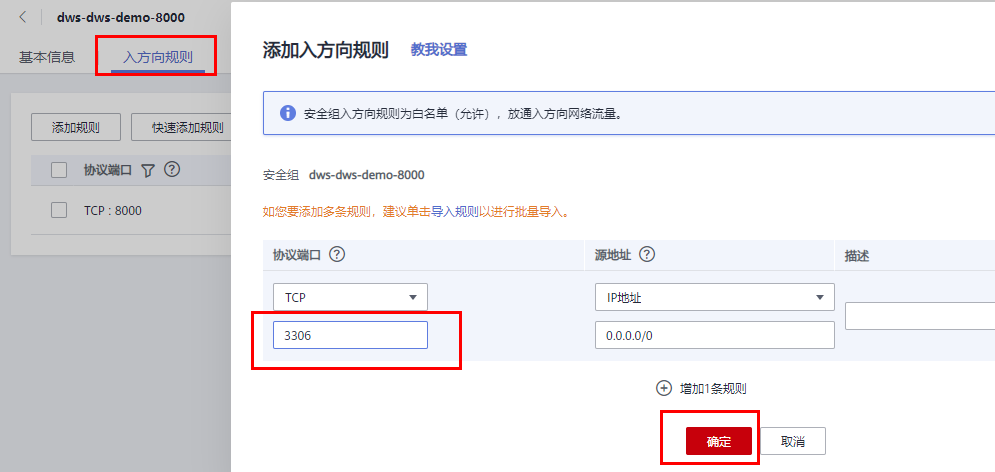 dws-dws-demo-8000
基本信息
入方向规则
添加规则
快速添加规则
协议端口
TCP : 8000
添加入方向规则 教我设置
安全组入方向规则为白名单（允许），放通入方向网络流量。
安全组 dws-dws-demo-8000
如您要添加多条规则，建议单击导入规则以进行批量导入。
协议端口 源地址 描述
TCP IP地址
3306 0.0.0.0/0
增加1条规则
确定 取消